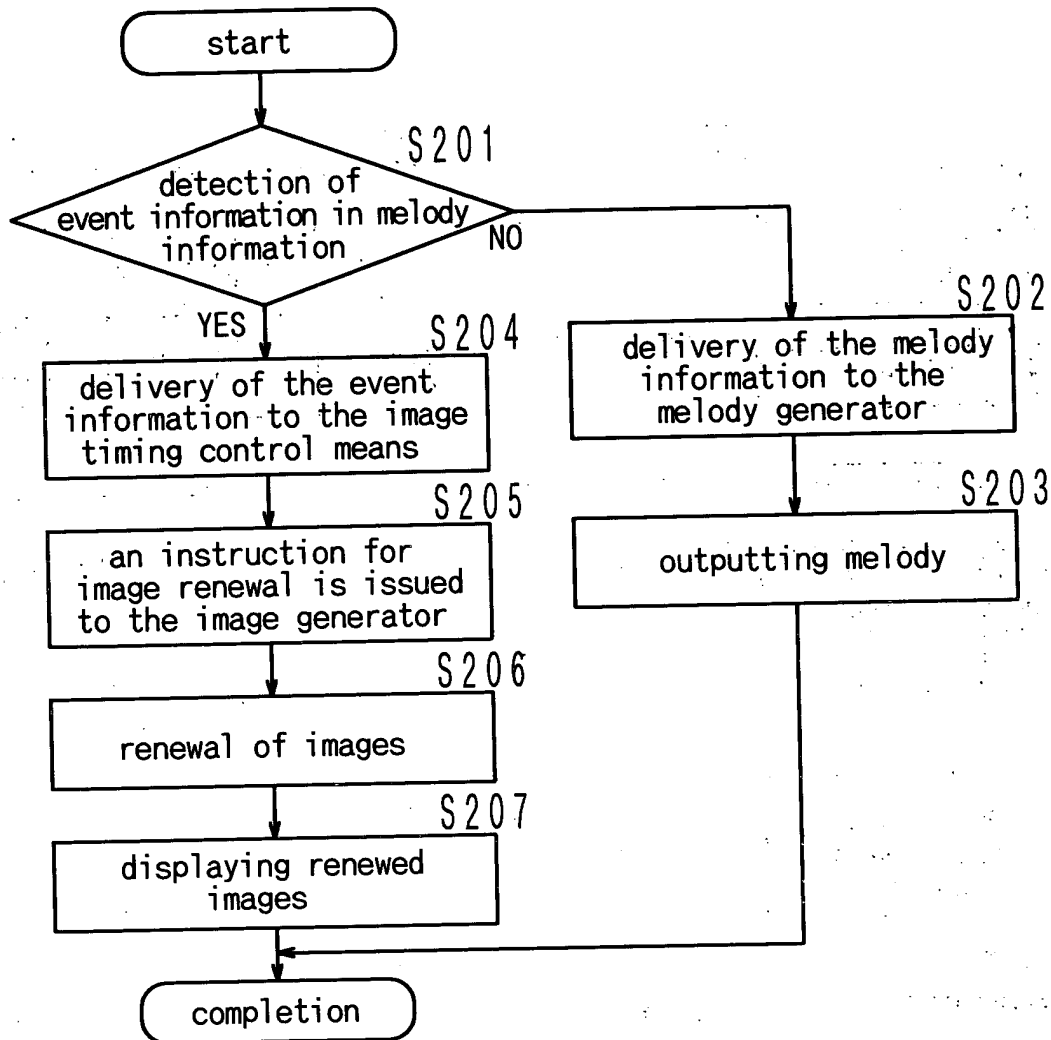 start
S201
detection of
event information in melody
information
NO
YES
S202
delivery of the melody
information to the
melody generator
S203
outputting melody
S204
delivery of the event
information to the image
timing control means
S205
an instruction for
image renewal is issued
to the image generator
S206
renewal of images
S207
displaying renewed
images
completion